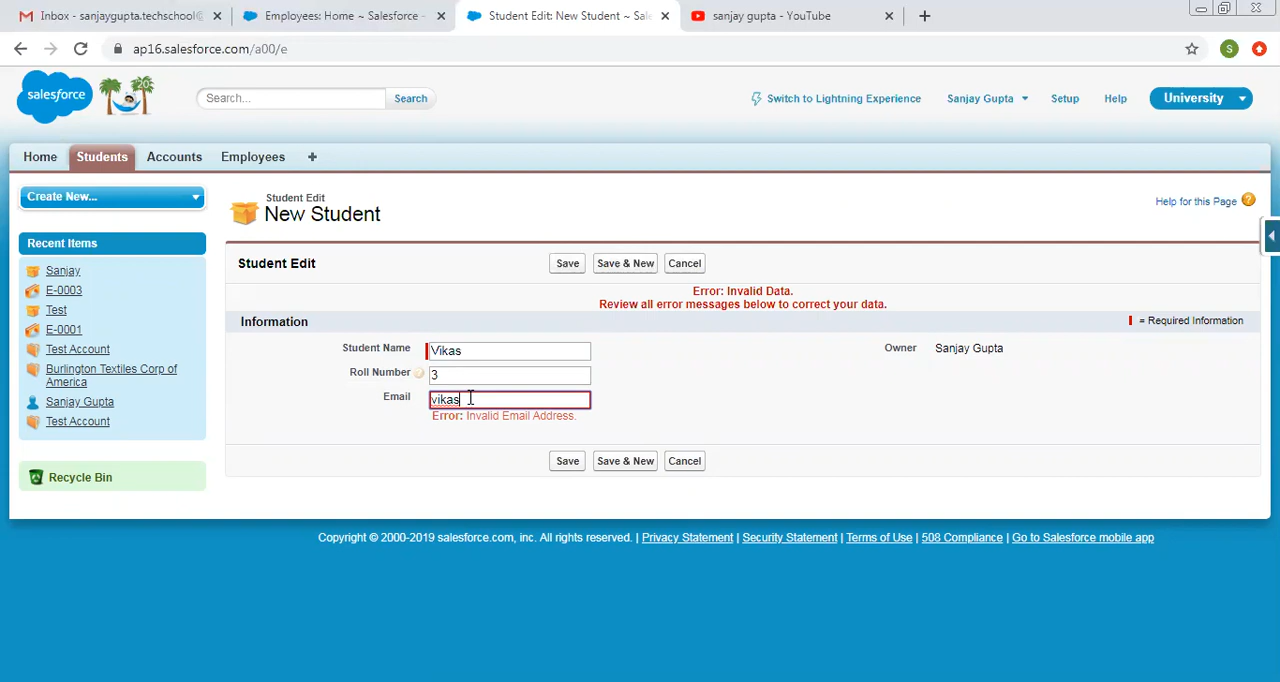 Inbox - sanjaygupta.techschool@
Employees: Home ~ Salesforce -
Student Edit: New Student ~ Sale
sanjay gupta - YouTube
ap16.salesforce.com/a00/e
S
salesforce
Search...
Search
Switch to Lightning Experience
Sanjay Gupta
Setup
Help
University
Home
Students
Accounts
Employees
Create New...
Student Edit
New Student
Help for this Page
Recent Items
Sanjay
E-0003
Test
E-0001
Test Account
Burlington Textiles Corp of
America
Sanjay Gupta
Test Account
Recycle Bin
Student Edit
Save
Save & New
Cancel
Error: Invalid Data.
Review all error messages below to correct your data.
Information
= Required Information
Student Name
Vikas
Owner
Sanjay Gupta
Roll Number
3
Email
vikas
Error: Invalid Email Address.
Save
Save & New
Cancel
Copyright © 2000-2019 salesforce.com, inc. All rights reserved. | Privacy Statement | Security Statement | Terms of Use | 508 Compliance | Go to Salesforce mobile app